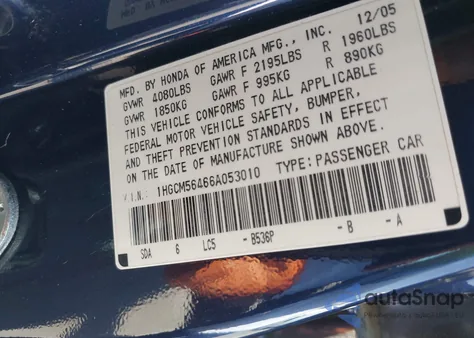 MFD. BY HONDA OF AMERICA MFG., INC. 12/05
GVWR 4080LBS GAWR F 2195LBS R 1960LBS
GVWR 1850KG GAWR F 995KG R 890KG
THIS VEHICLE CONFORMS TO ALL APPLICABLE
FEDERAL MOTOR VEHICLE SAFETY, BUMPER,
AND THEFT PREVENTION STANDARDS IN EFFECT
ON THE DATE OF MANUFACTURE SHOWN ABOVE.
V.I.N.: 1HGCM56466A053010 TYPE: PASSENGER CAR
SDA 6 LC5 - B536P - B - A
autaSnap